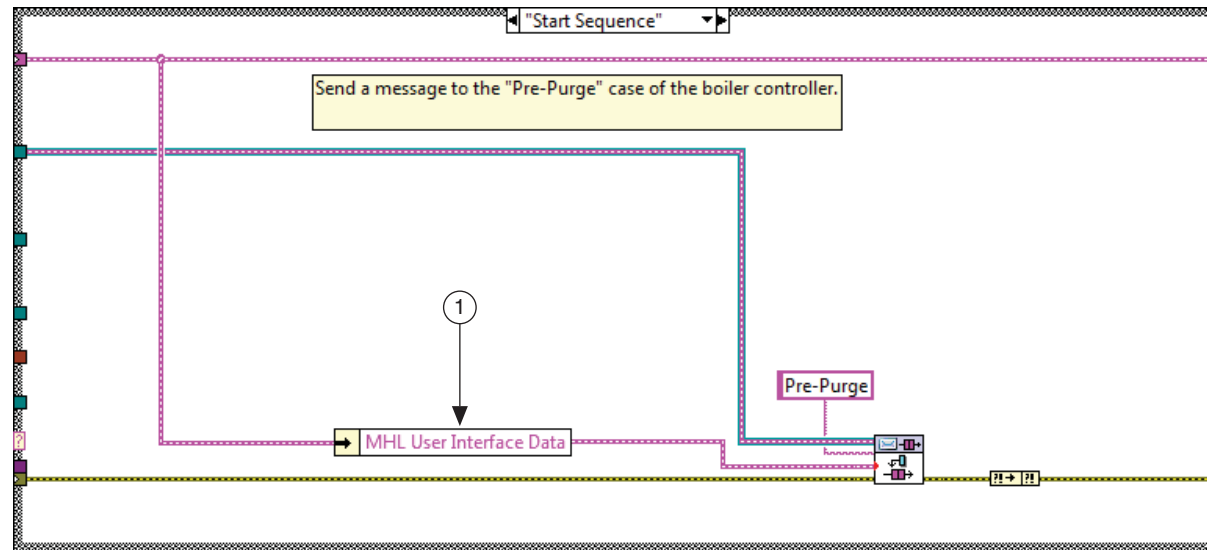 "Start Sequence"
Send a message to the "Pre-Purge" case of the boiler controller.
1
Pre-Purge
MHL User Interface Data
?
?! ?!